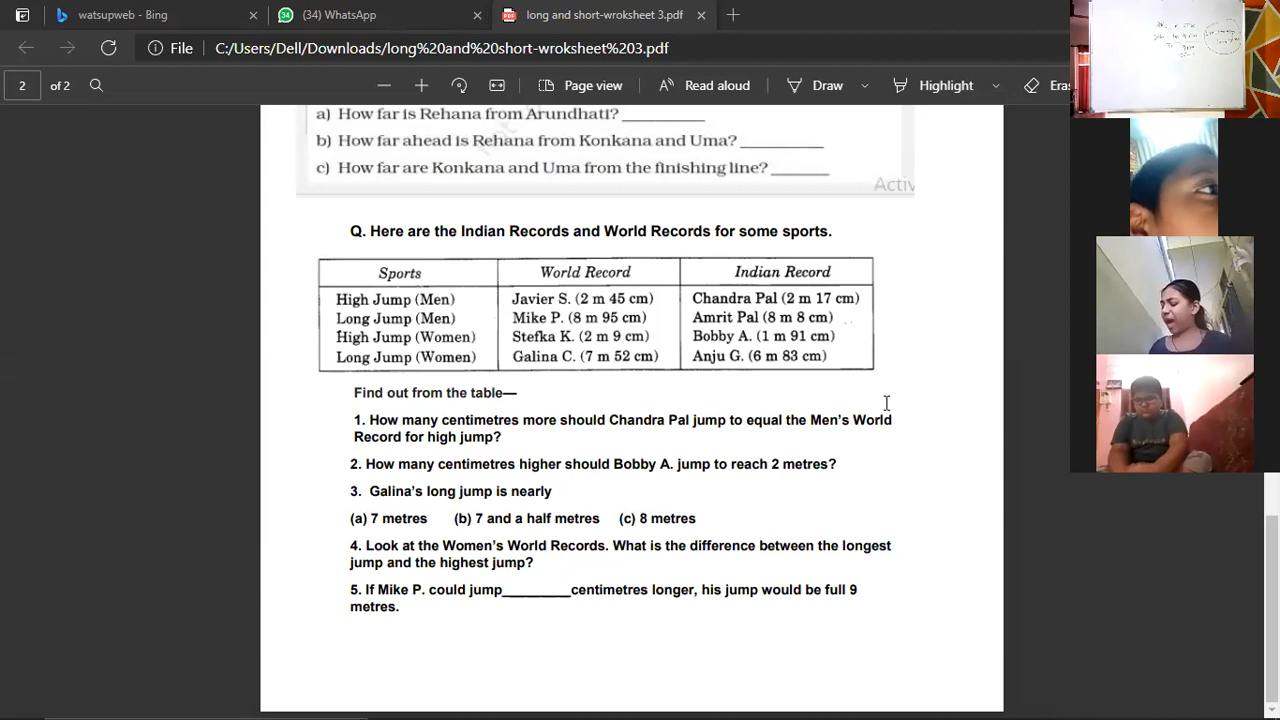 watsupweb - Bing
(34) WhatsApp
long and short-wroksheet 3.pdf
File
C:/Users/Dell/Downloads/long%20and%20short-wroksheet%203.pdf
2 of 2
Page view
Read aloud
Draw
Highlight
Eras
a) How far is Rehana from Arundhati? _________
b) How far ahead is Rehana from Konkana and Uma? _________
c) How far are Konkana and Uma from the finishing line? ______
Activ
Q. Here are the Indian Records and World Records for some sports.
Sports World Record Indian Record
High Jump (Men) Javier S. (2 m 45 cm) Chandra Pal (2 m 17 cm)
Long Jump (Men) Mike P. (8 m 95 cm) Amrit Pal (8 m 8 cm)
High Jump (Women) Stefka K. (2 m 9 cm) Bobby A. (1 m 91 cm)
Long Jump (Women) Galina C. (7 m 52 cm) Anju G. (6 m 83 cm)
Find out from the table—
1. How many centimetres more should Chandra Pal jump to equal the Men's World
Record for high jump?
2. How many centimetres higher should Bobby A. jump to reach 2 metres?
3. Galina's long jump is nearly
(a) 7 metres (b) 7 and a half metres (c) 8 metres
4. Look at the Women's World Records. What is the difference between the longest
jump and the highest jump?
5. If Mike P. could jump_________centimetres longer, his jump would be full 9
metres.